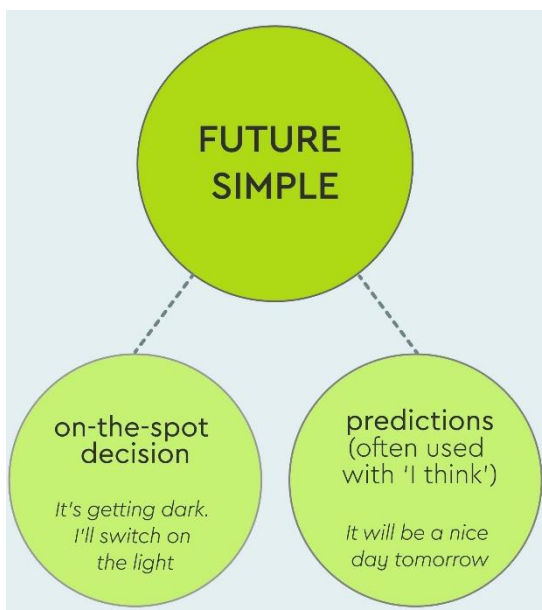 FUTURE
SIMPLE
on-the-spot
decision
It's getting dark.
I'll switch on
the light
predictions
(often used
with 'I think')
It will be a nice
day tomorrow